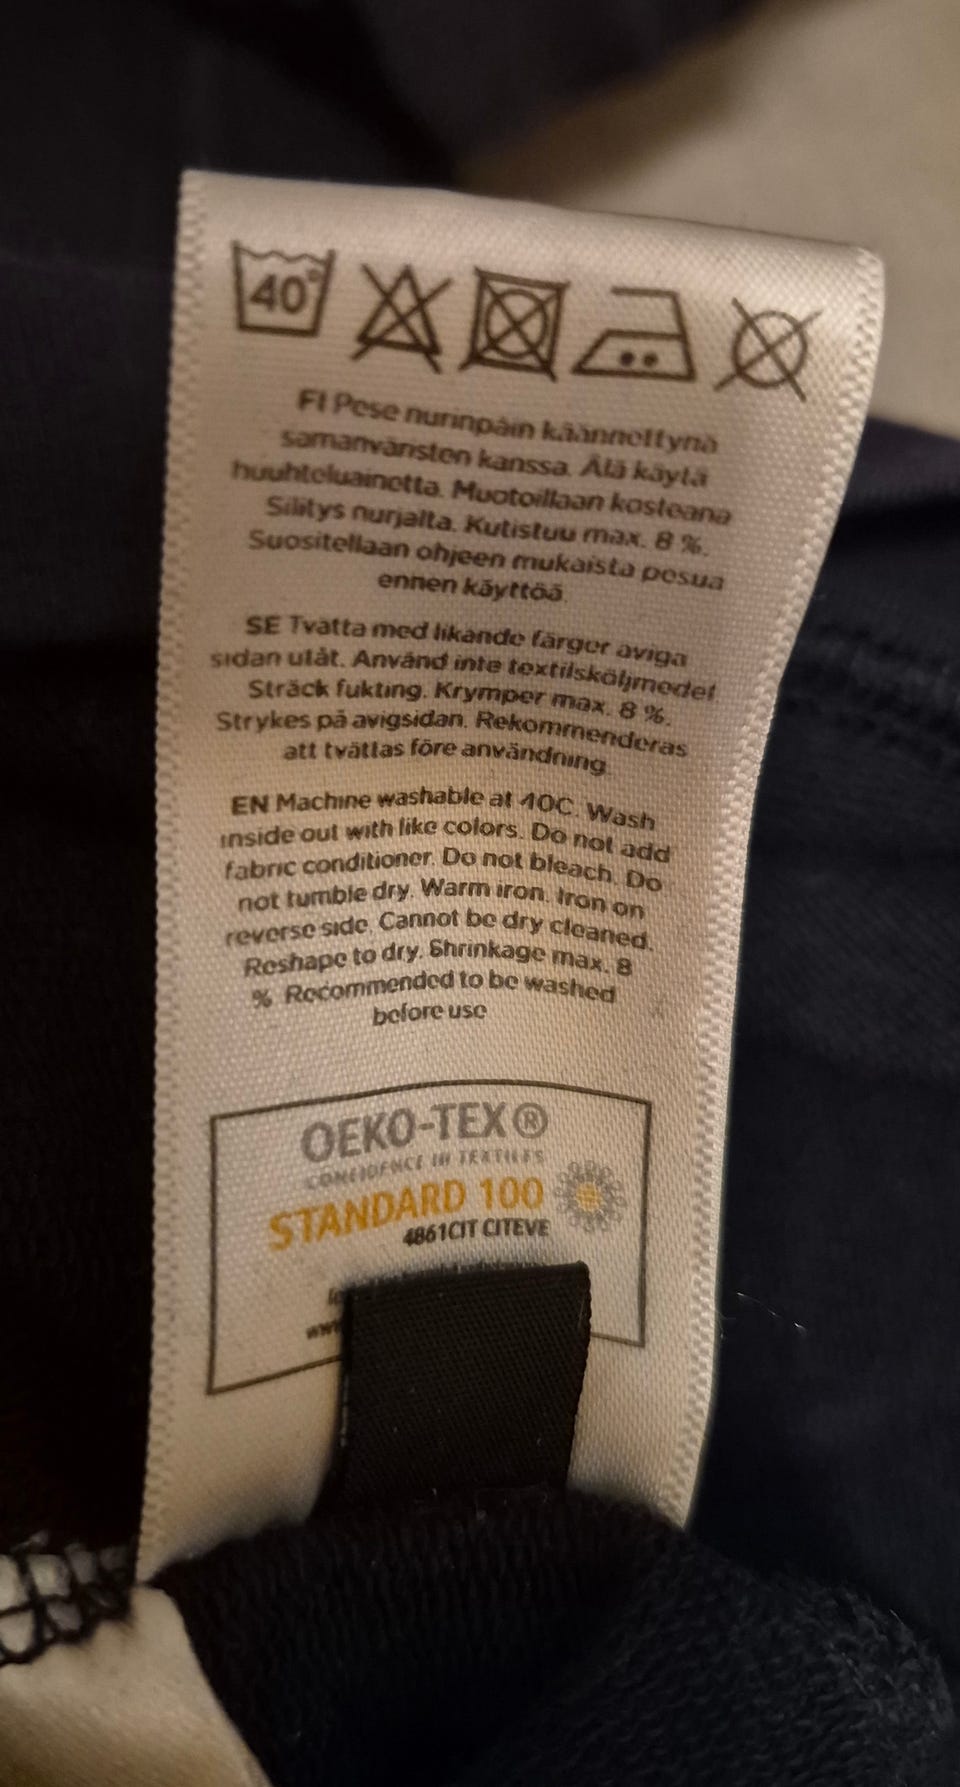 40°
FI Pese nurinpäin käännettynä
samanväristen kanssa. Älä käytä
huuhteluainetta. Muotoillaan kosteana
Silitys nurjalta. Kutistuu max. 8 %.
Suositellaan ohjeen mukaista pesua
ennen käyttöä.
SE Tvätta med likande färger aviga
sidan utåt. Använd inte textilsköljmedel
Sträck fukting. Krymper max. 8 %.
Strykes på avigsidan. Rekommenderas
att tvättas före användning
EN Machine washable at 40C. Wash
inside out with like colors. Do not add
fabric conditioner. Do not bleach. Do
not tumble dry. Warm iron. Iron on
reverse side. Cannot be dry cleaned.
Reshape to dry. Shrinkage max. 8
% Recommended to be washed
before use
OEKO-TEX®
CONFIDENCE IN TEXTILES
STANDARD 100
4861CIT CITEVE